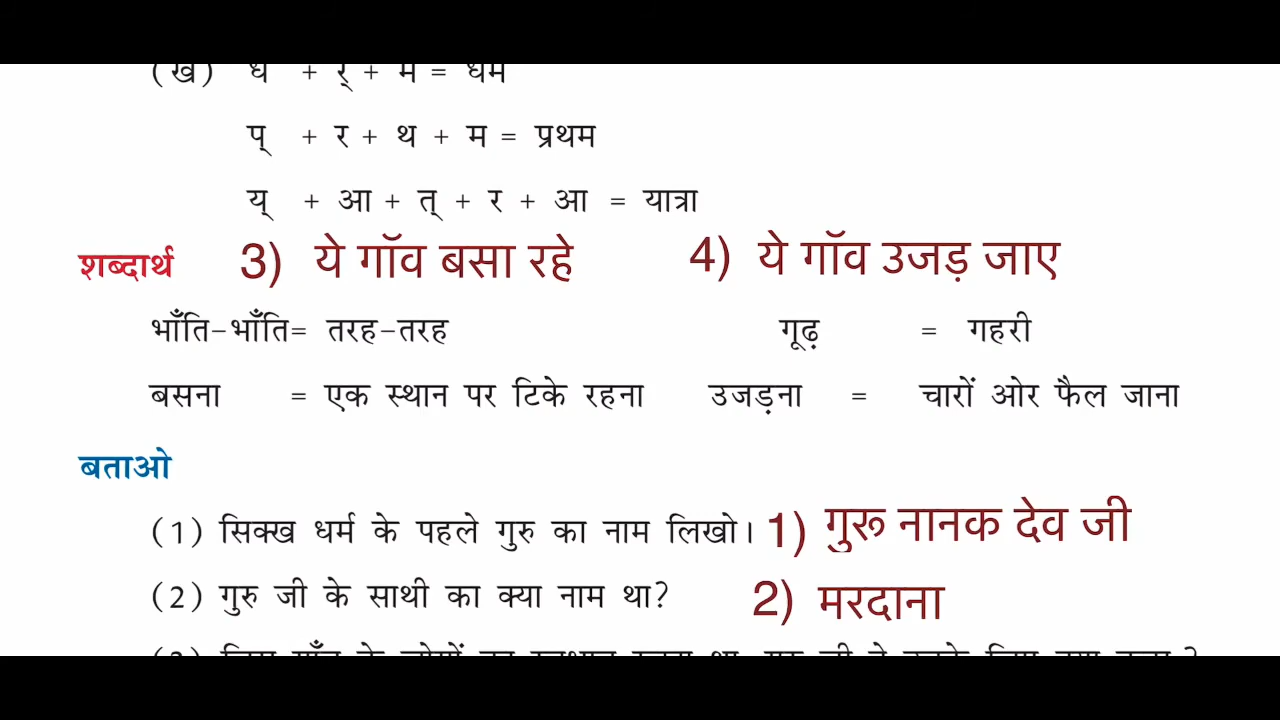 (ख) ध + र् + म = धर्म
प् + र + थ + म = प्रथम
य् + आ + त् + र + आ = यात्रा
शब्दार्थ 3) ये गॉव बसा रहे 4) ये गॉव उजड़ जाए
भाँति-भाँति= तरह-तरह गूढ़ = गहरी
बसना = एक स्थान पर टिके रहना उजड़ना = चारों ओर फैल जाना
बताओ
(1) सिक्ख धर्म के पहले गुरु का नाम लिखो। 1) गुरू नानक देव जी
(2) गुरु जी के साथी का क्या नाम था? 2) मरदाना